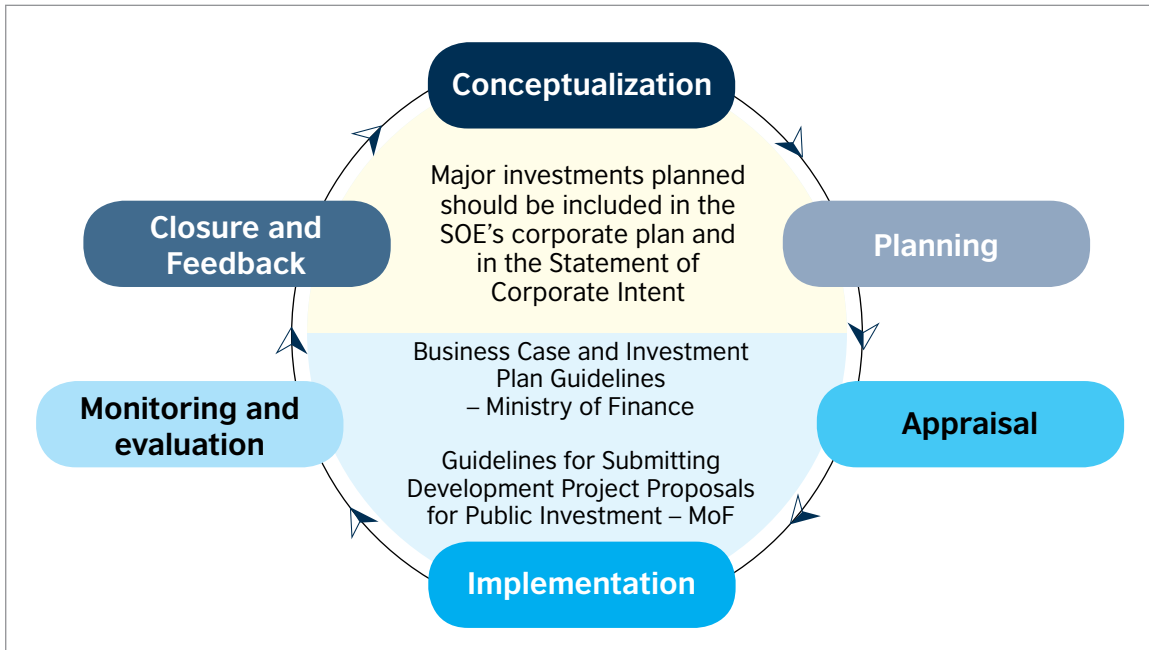 Conceptualization
Major investments planned
should be included in the
SOE's corporate plan and
in the Statement of
Corporate Intent
Closure and
Feedback
Planning
Business Case and Investment
Plan Guidelines
– Ministry of Finance
Monitoring and
evaluation
Appraisal
Guidelines for Submitting
Development Project Proposals
for Public Investment – MoF
Implementation